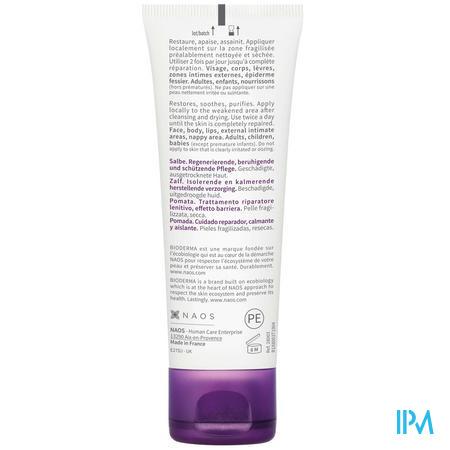 lot/batch
Restaure, apaise, assainit. Appliquer
localement sur la zone fragilisée
préalablement nettoyée et séchée.
Utiliser 2 fois par jour jusqu'à complète
réparation. Visage, corps, lèvres,
zones intimes externes, épiderme
fessier. Adultes, enfants, nourrissons
(hors prématurés). Ne pas appliquer sur une
peau nettement irritée ou suintante.
Restores, soothes, purifies. Apply
locally to the weakened area after
cleansing and drying. Use twice a day
until the skin is completely repaired.
Face, body, lips, external intimate
areas, nappy area. Adults, children,
babies (except premature infants). Do not
apply to skin that is clearly irritated or oozing.
Salbe. Regenerierende, beruhigende
und schützende Pflege. Geschädigte,
ausgetrocknete Haut.
Zalf. Isolerende en kalmerende
herstellende verzorging. Beschadigde,
uitgedroogde huid.
Pomata. Trattamento riparatore
lenitivo, effetto barriera. Pelle fragi-
lizzata, secca.
Pomada. Cuidado reparador, calmante
y aislante. Pieles fragilizadas, resecas.
BIODERMA est une marque fondée sur
l'écobiologie qui est au cœur de la démarche
NAOS pour respecter l'écosystème de votre
peau et préserver sa santé. Durablement.
www.naos.com
BIODERMA is a brand built on ecobiology
which is at the heart of NAOS approach to
respect the skin ecosystem and preserve its
health. Lastingly. www.naos.com
NAOS
NAOS - Human Care Enterprise
13290 Aix-en-Provence
Made in France
PE
6 M
IPM